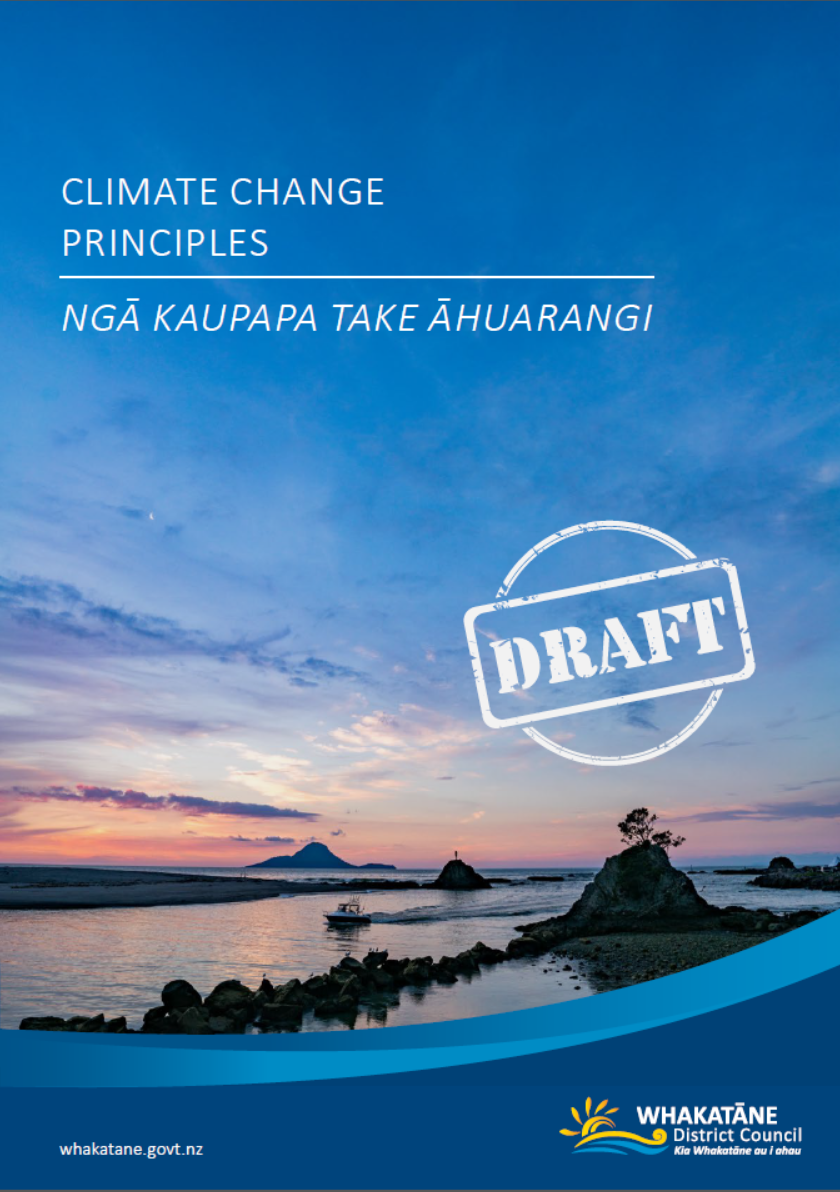 CLIMATE CHANGE
PRINCIPLES
NGĀ KAUPAPA TAKE ĀHUARANGI
DRAFT
whakatane.govt.nz
WHAKATĀNE
District Council
Kia Whakatāne au i ahau